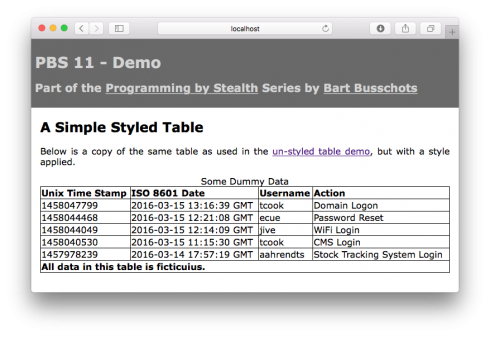 localhost
PBS 11 - Demo
Part of the Programming by Stealth Series by Bart Busschots
A Simple Styled Table
Below is a copy of the same table as used in the un-styled table demo, but with a style
applied.
Some Dummy Data
Unix Time Stamp ISO 8601 Date Username Action
1458047799 2016-03-15 13:16:39 GMT tcook Domain Logon
1458044468 2016-03-15 12:21:08 GMT ecue Password Reset
1458044049 2016-03-15 12:14:09 GMT jive WiFi Login
1458040530 2016-03-15 11:15:30 GMT tcook CMS Login
1457978239 2016-03-14 17:57:19 GMT aahrendts Stock Tracking System Login
All data in this table is ficticuius.